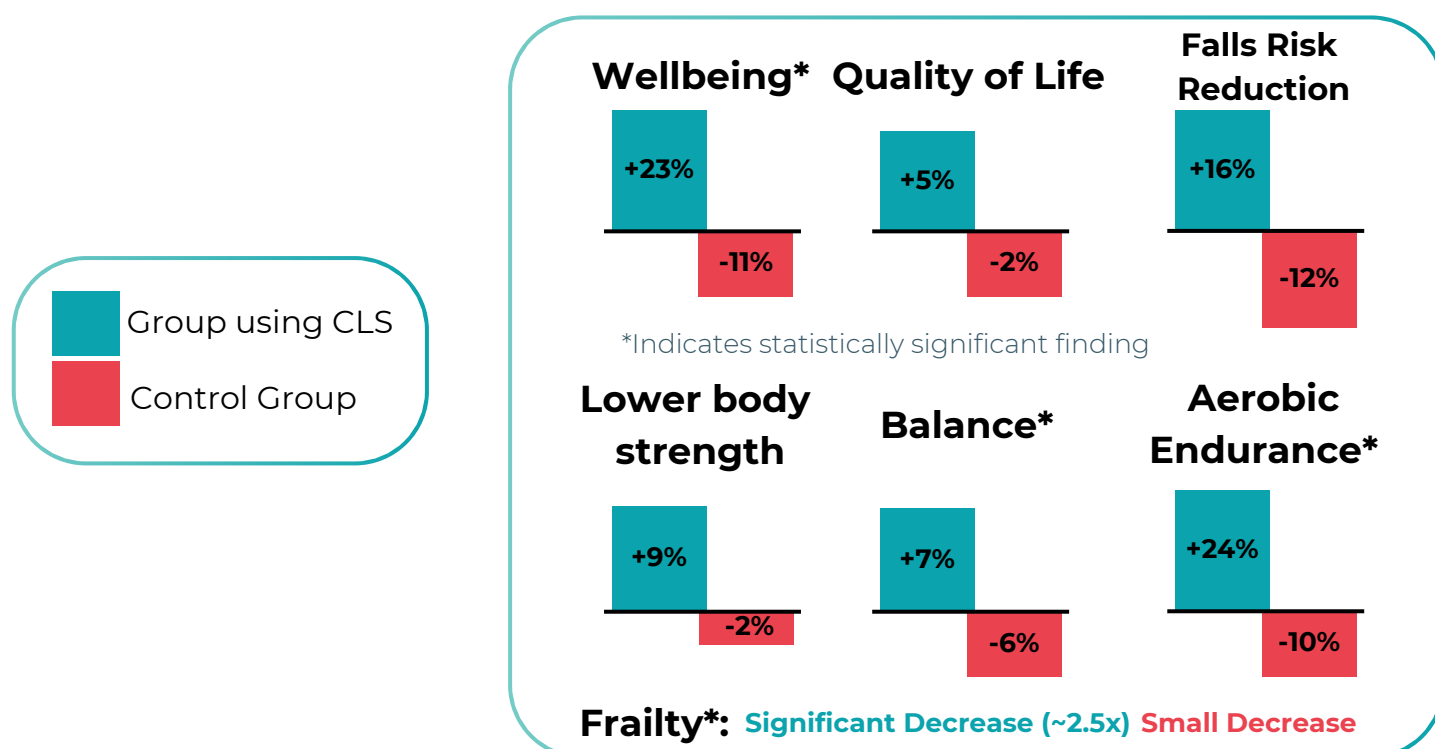 Group using CLS
Control Group
Wellbeing*
Quality of Life
Falls Risk
Reduction
+23%
-11%
+5%
-2%
+16%
-12%
*Indicates statistically significant finding
Lower body
strength
Balance*
Aerobic
Endurance*
+9%
-2%
+7%
-6%
+24%
-10%
Frailty*: Significant Decrease (~2.5x) Small Decrease